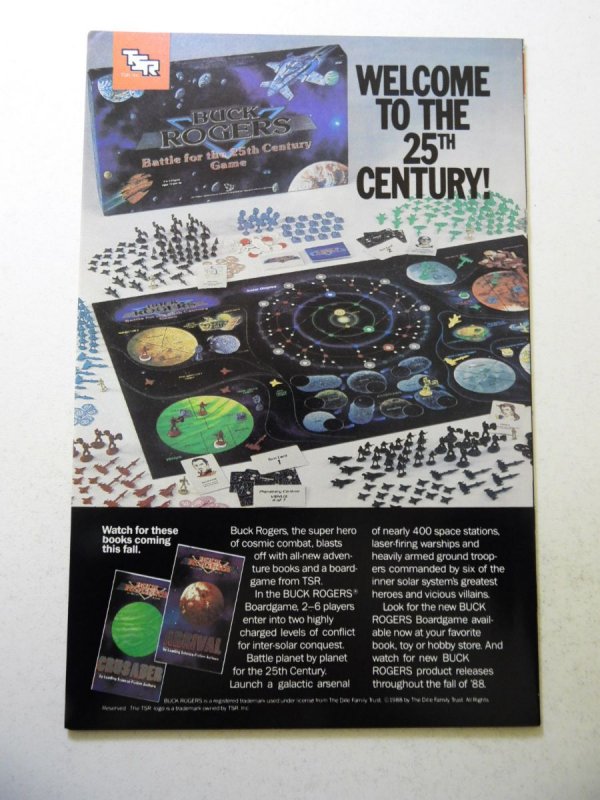 TSR
TSR, Inc.
WELCOME
TO THE
25TH
CENTURY!
BUCK
ROGERS
Battle for the 25th Century
Game
BUCK
ROGERS
Watch for these
books coming
this fall.
BUCK
ROGERS
ARRIVAL
BUCK
ROGERS
CRUSADER
Buck Rogers, the super hero
of cosmic combat, blasts
off with all-new adven-
ture books and a board-
game from TSR.
In the BUCK ROGERS®
Boardgame, 2–6 players
enter into two highly
charged levels of conflict
for inter-solar conquest.
Battle planet by planet
for the 25th Century.
Launch a galactic arsenal
of nearly 400 space stations,
laser-firing warships and
heavily armed ground troop-
ers commanded by six of the
inner solar system's greatest
heroes and vicious villains.
Look for the new BUCK
ROGERS Boardgame avail-
able now at your favorite
book, toy or hobby store. And
watch for new BUCK
ROGERS product releases
throughout the fall of '88.
BUCK ROGERS is a registered trademark used under license from The Dille Family Trust. ©1988 by The Dille Family Trust. All Rights
Reserved. The TSR logo is a trademark owned by TSR, Inc.